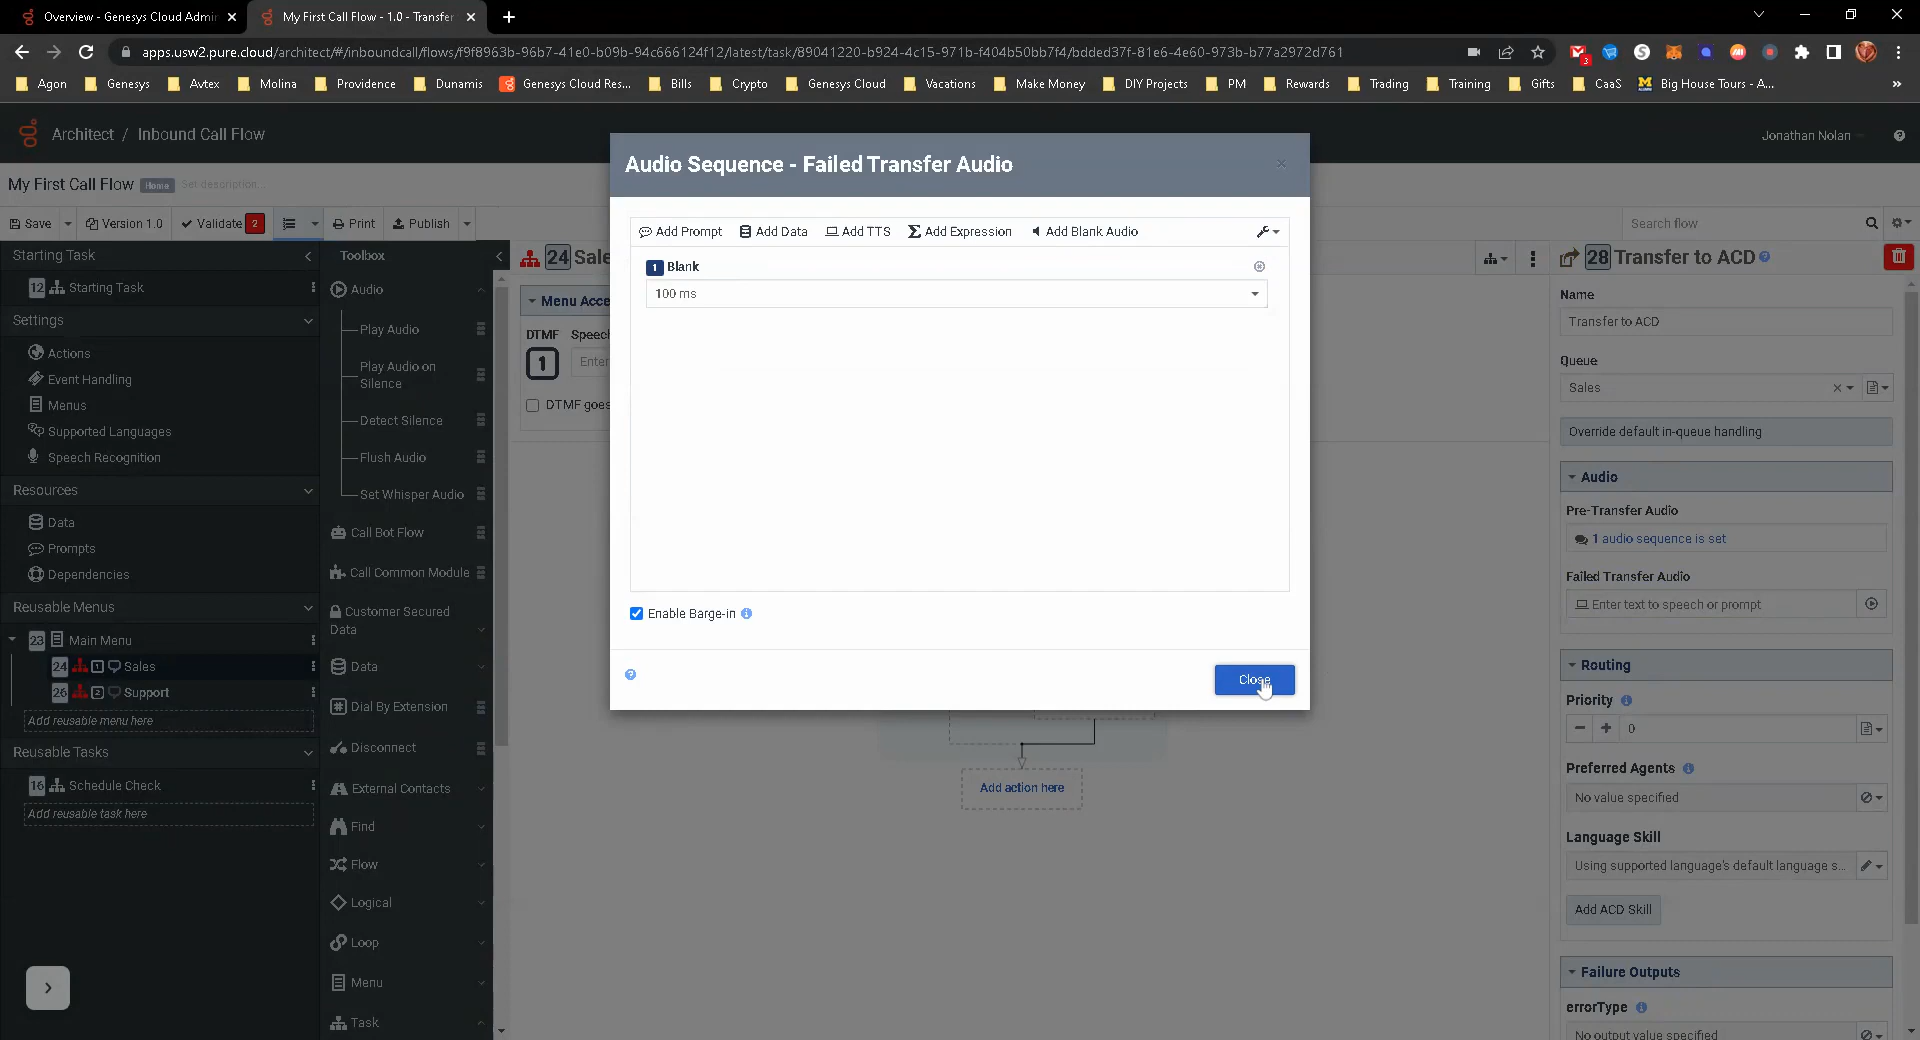 Overview - Genesys Cloud Admin
My First Call Flow - 1.0 - Transfer
apps.usw2.pure.cloud/architect/#/inboundcall/flows/f9f8963b-96b7-41e0-b09b-94c666124f12/latest/task/89041220-b924-4c15-971b-f404b50bb7f4/bdded37f-81e6-4e60-973b-b77a2972d761
3
Agon Genesys Avtex Molina Providence Dunamis Genesys Cloud Res... Bills Crypto Genesys Cloud Vacations Make Money DIY Projects PM Rewards Trading Training Gifts CaaS Big House Tours - A... »
Architect / Inbound Call Flow
Jonathan Nolan
My First Call Flow Home Set description...
Save Version 1.0 Validate 2 Print Publish
Search flow
Starting Task
12 Starting Task
Settings
Actions
Event Handling
Menus
Supported Languages
Speech Recognition
Resources
Data
Prompts
Dependencies
Reusable Menus
23 Main Menu
24 1 Sales
26 2 Support
Add reusable menu here
Reusable Tasks
16 Schedule Check
Add reusable task here
Toolbox
Audio
Play Audio
Play Audio on
Silence
Detect Silence
Flush Audio
Set Whisper Audio
Call Bot Flow
Call Common Module
Customer Secured
Data
Data
Dial By Extension
Disconnect
External Contacts
Find
Flow
Logical
Loop
Menu
Task
24 Sales
Menu Acce
DTMF Speech
1 Enter
DTMF goes
Audio Sequence - Failed Transfer Audio
Add Prompt Add Data Add TTS Add Expression Add Blank Audio
1 Blank
100 ms
Enable Barge-in
Close
Add action here
28 Transfer to ACD
Name
Transfer to ACD
Queue
Sales
Override default in-queue handling
Audio
Pre-Transfer Audio
1 audio sequence is set
Failed Transfer Audio
Enter text to speech or prompt
Routing
Priority
0
Preferred Agents
No value specified
Language Skill
Using supported language's default language s...
Add ACD Skill
Failure Outputs
errorType
No output value specified